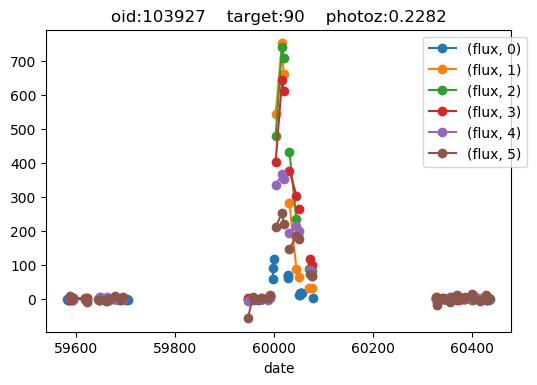 oid:103927    target:90    photoz:0.2282
(flux, 0)
(flux, 1)
(flux, 2)
(flux, 3)
(flux, 4)
(flux, 5)
700
600
500
400
300
200
100
0
59600 59800 60000 60200 60400
date